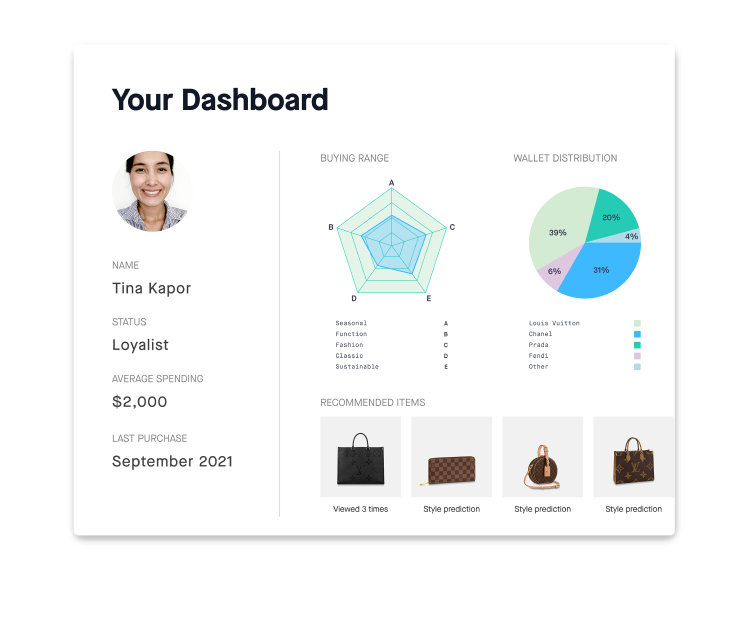 Your Dashboard
NAME
Tina Kapor
STATUS
Loyalist
AVERAGE SPENDING
$2,000
LAST PURCHASE
September 2021
BUYING RANGE
A
B
C
D
E
Seasonal A
Function B
Fashion C
Classic D
Sustainable E
WALLET DISTRIBUTION
20%
39%
4%
6%
31%
Louis Vuitton
Chanel
Prada
Fendi
Other
RECOMMENDED ITEMS
Viewed 3 times
Style prediction
Style prediction
Style prediction